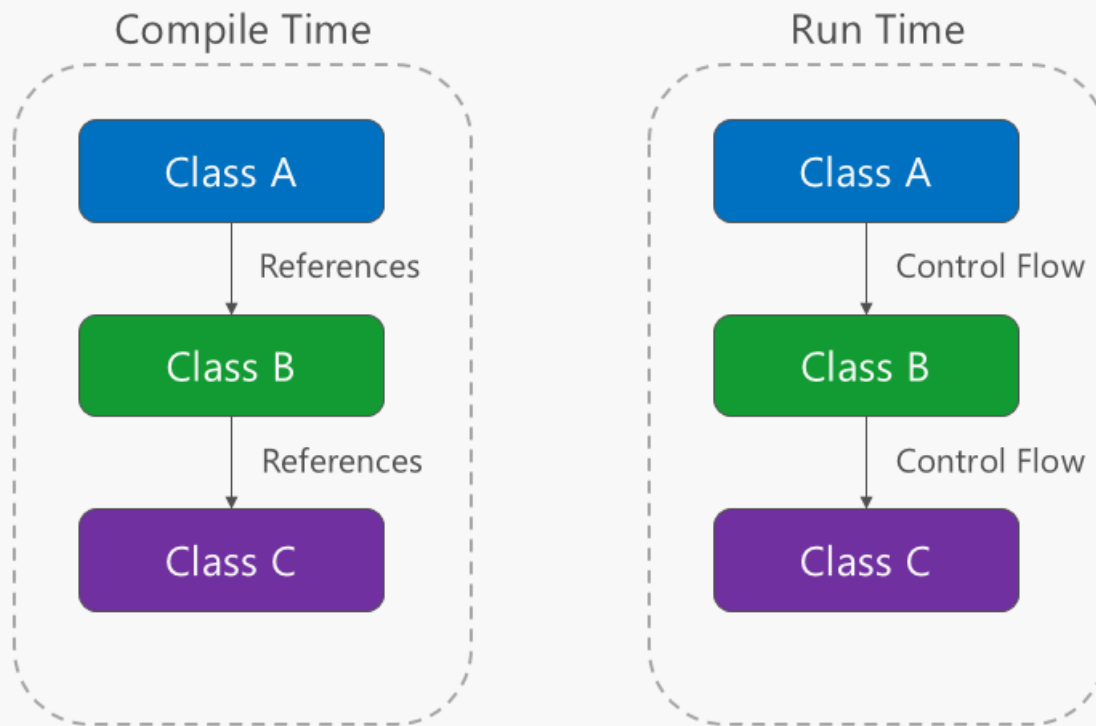 Compile Time
Class A
References
Class B
References
Class C
Run Time
Class A
Control Flow
Class B
Control Flow
Class C